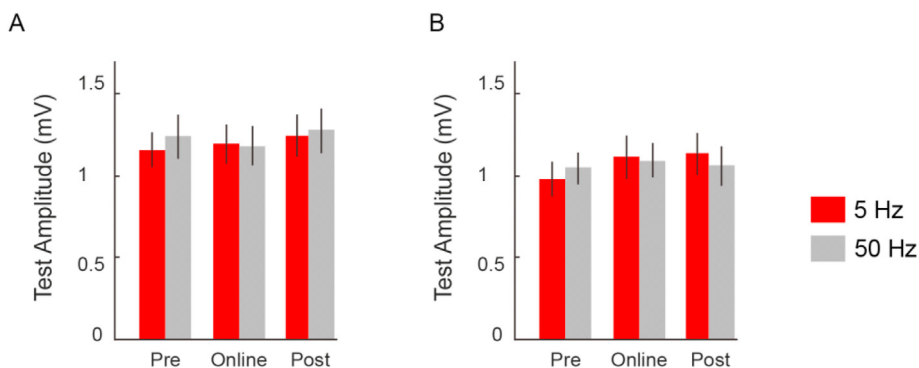 A
Test Amplitude (mV)
1.5
1
0.5
0
Pre Online Post
B
Test Amplitude (mV)
1.5
1
0.5
0
Pre Online Post
5 Hz
50 Hz